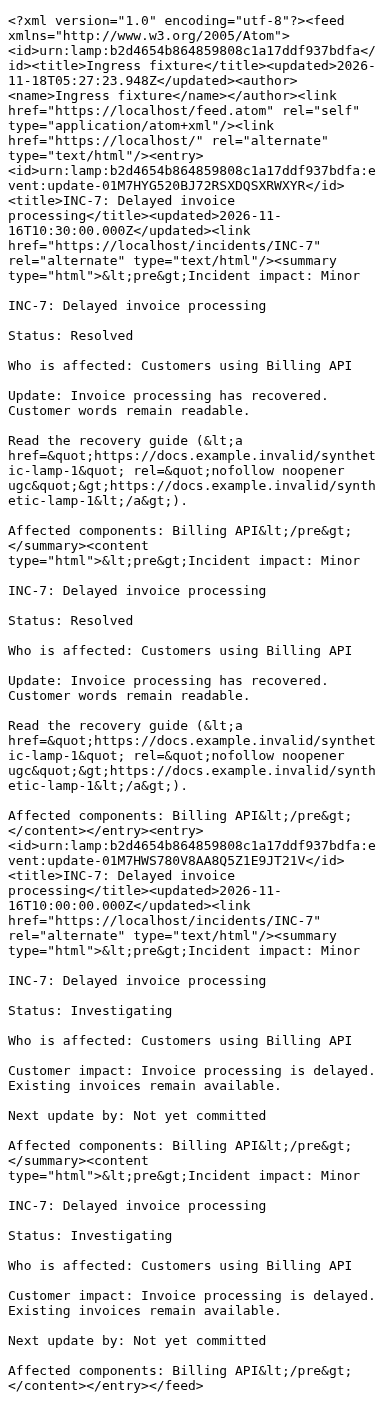 <?xml version="1.0" encoding="utf-8"?><feed
xmlns="http://www.w3.org/2005/Atom">
<id>urn:lamp:b2d4654b864859808c1a17ddf937bdfa</
id><title>Ingress fixture</title><updated>2026-
11-18T05:27:23.948Z</updated><author>
<name>Ingress fixture</name></author><link
href="https://localhost/feed.atom" rel="self"
type="application/atom+xml"/><link
href="https://localhost/" rel="alternate"
type="text/html"/><entry>
<id>urn:lamp:b2d4654b864859808c1a17ddf937bdfa:e
vent:update-01M7HYG520BJ72RSXDQSXRWXYR</id>
<title>INC-7: Delayed invoice
processing</title><updated>2026-11-
16T10:30:00.000Z</updated><link
href="https://localhost/incidents/INC-7"
rel="alternate" type="text/html"/><summary
type="html">&lt;pre&gt;Incident impact: Minor

INC-7: Delayed invoice processing

Status: Resolved

Who is affected: Customers using Billing API

Update: Invoice processing has recovered.
Customer words remain readable.

Read the recovery guide (&lt;a
href=&quot;https://docs.example.invalid/synthet
ic-lamp-1&quot; rel=&quot;nofollow noopener
ugc&quot;&gt;https://docs.example.invalid/synth
etic-lamp-1&lt;/a&gt;).

Affected components: Billing API&lt;/pre&gt;
</summary><content
type="html">&lt;pre&gt;Incident impact: Minor

INC-7: Delayed invoice processing

Status: Resolved

Who is affected: Customers using Billing API

Update: Invoice processing has recovered.
Customer words remain readable.

Read the recovery guide (&lt;a
href=&quot;https://docs.example.invalid/synthet
ic-lamp-1&quot; rel=&quot;nofollow noopener
ugc&quot;&gt;https://docs.example.invalid/synth
etic-lamp-1&lt;/a&gt;).

Affected components: Billing API&lt;/pre&gt;
</content></entry><entry>
<id>urn:lamp:b2d4654b864859808c1a17ddf937bdfa:e
vent:update-01M7HWS780V8AA8Q5Z1E9JT21V</id>
<title>INC-7: Delayed invoice
processing</title><updated>2026-11-
16T10:00:00.000Z</updated><link
href="https://localhost/incidents/INC-7"
rel="alternate" type="text/html"/><summary
type="html">&lt;pre&gt;Incident impact: Minor

INC-7: Delayed invoice processing

Status: Investigating

Who is affected: Customers using Billing API

Customer impact: Invoice processing is delayed.
Existing invoices remain available.

Next update by: Not yet committed

Affected components: Billing API&lt;/pre&gt;
</summary><content
type="html">&lt;pre&gt;Incident impact: Minor

INC-7: Delayed invoice processing

Status: Investigating

Who is affected: Customers using Billing API

Customer impact: Invoice processing is delayed.
Existing invoices remain available.

Next update by: Not yet committed

Affected components: Billing API&lt;/pre&gt;
</content></entry></feed>